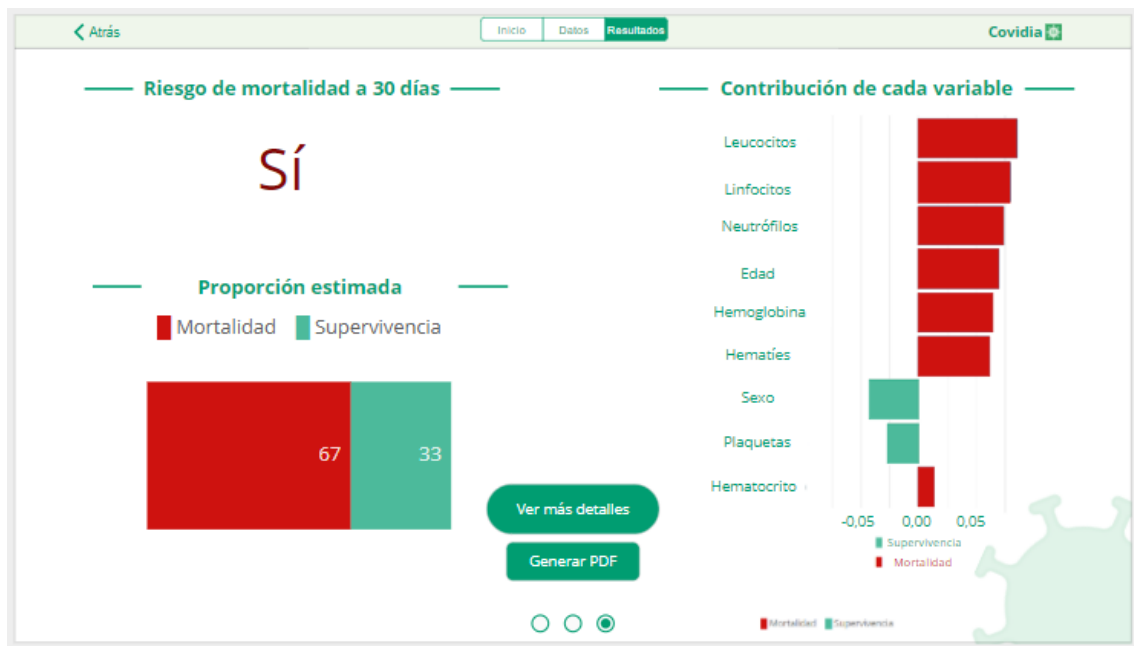 Atrás
Inicio Datos Resultados
Covidia
Riesgo de mortalidad a 30 días
Sí
Proporción estimada
Mortalidad Supervivencia
67 33
Ver más detalles
Generar PDF
Contribución de cada variable
Leucocitos
Linfocitos
Neutrófilos
Edad
Hemoglobina
Hematíes
Sexo
Plaquetas
Hematocrito
-0,05 0,00 0,05
Supervivencia
Mortalidad
Mortalidad Supervivencia